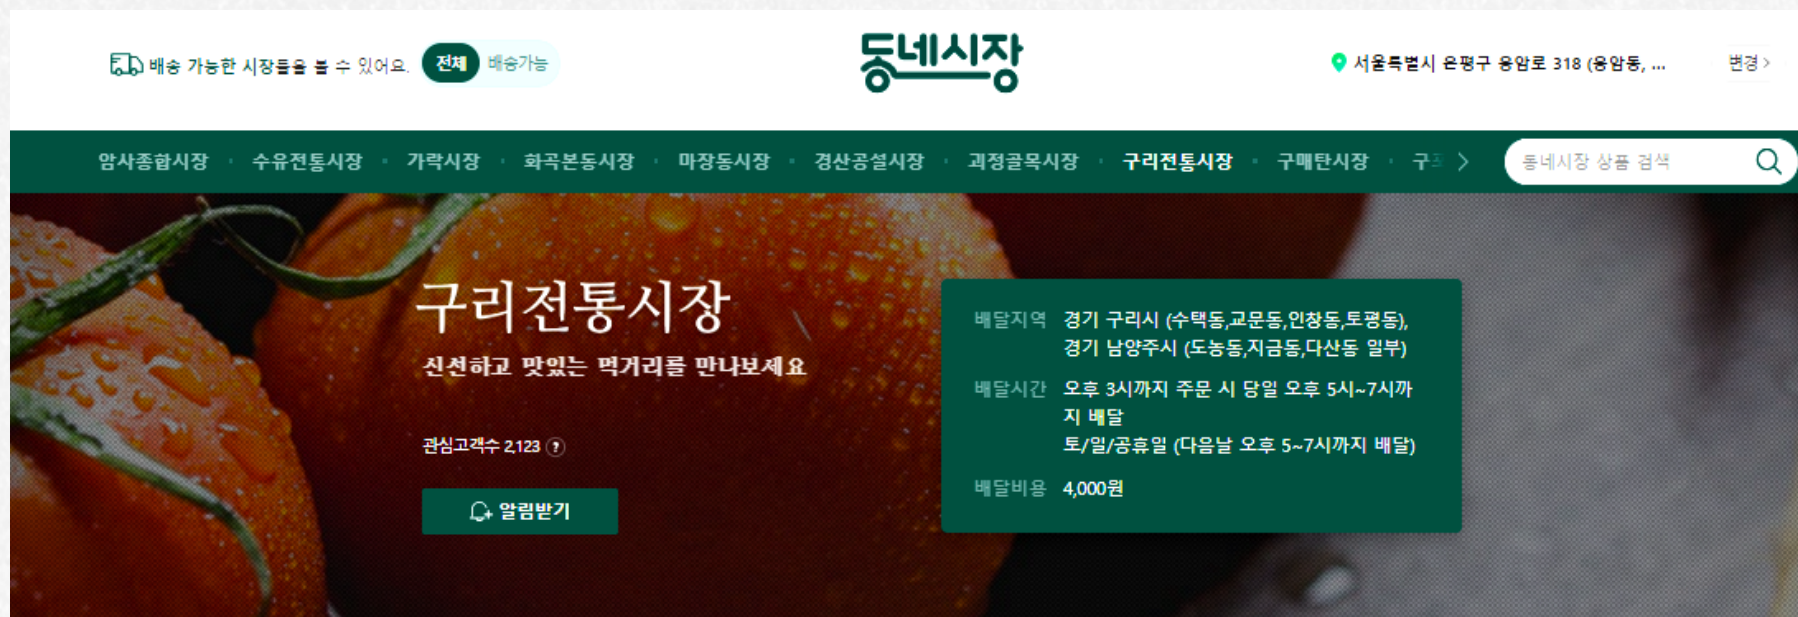 배송 가능한 시장들을 볼 수 있어요. 전체 배송가능
동네시장
서울특별시 은평구 응암로 318 (응암동, ...
변경 >
암사종합시장 · 수유전통시장 · 가락시장 · 화곡본동시장 · 마장동시장 · 경산공설시장 · 괴정골목시장 · 구리전통시장 · 구매탄시장 · 구
동네시장 상품 검색
구리전통시장
신선하고 맛있는 먹거리를 만나보세요
관심고객수 2,123 ?
알림받기
배달지역 경기 구리시 (수택동,교문동,인창동,토평동),
경기 남양주시 (도농동,지금동,다산동 일부)
배달시간 오후 3시까지 주문 시 당일 오후 5시~7시까
지 배달
토/일/공휴일 (다음날 오후 5~7시까지 배달)
배달비용 4,000원